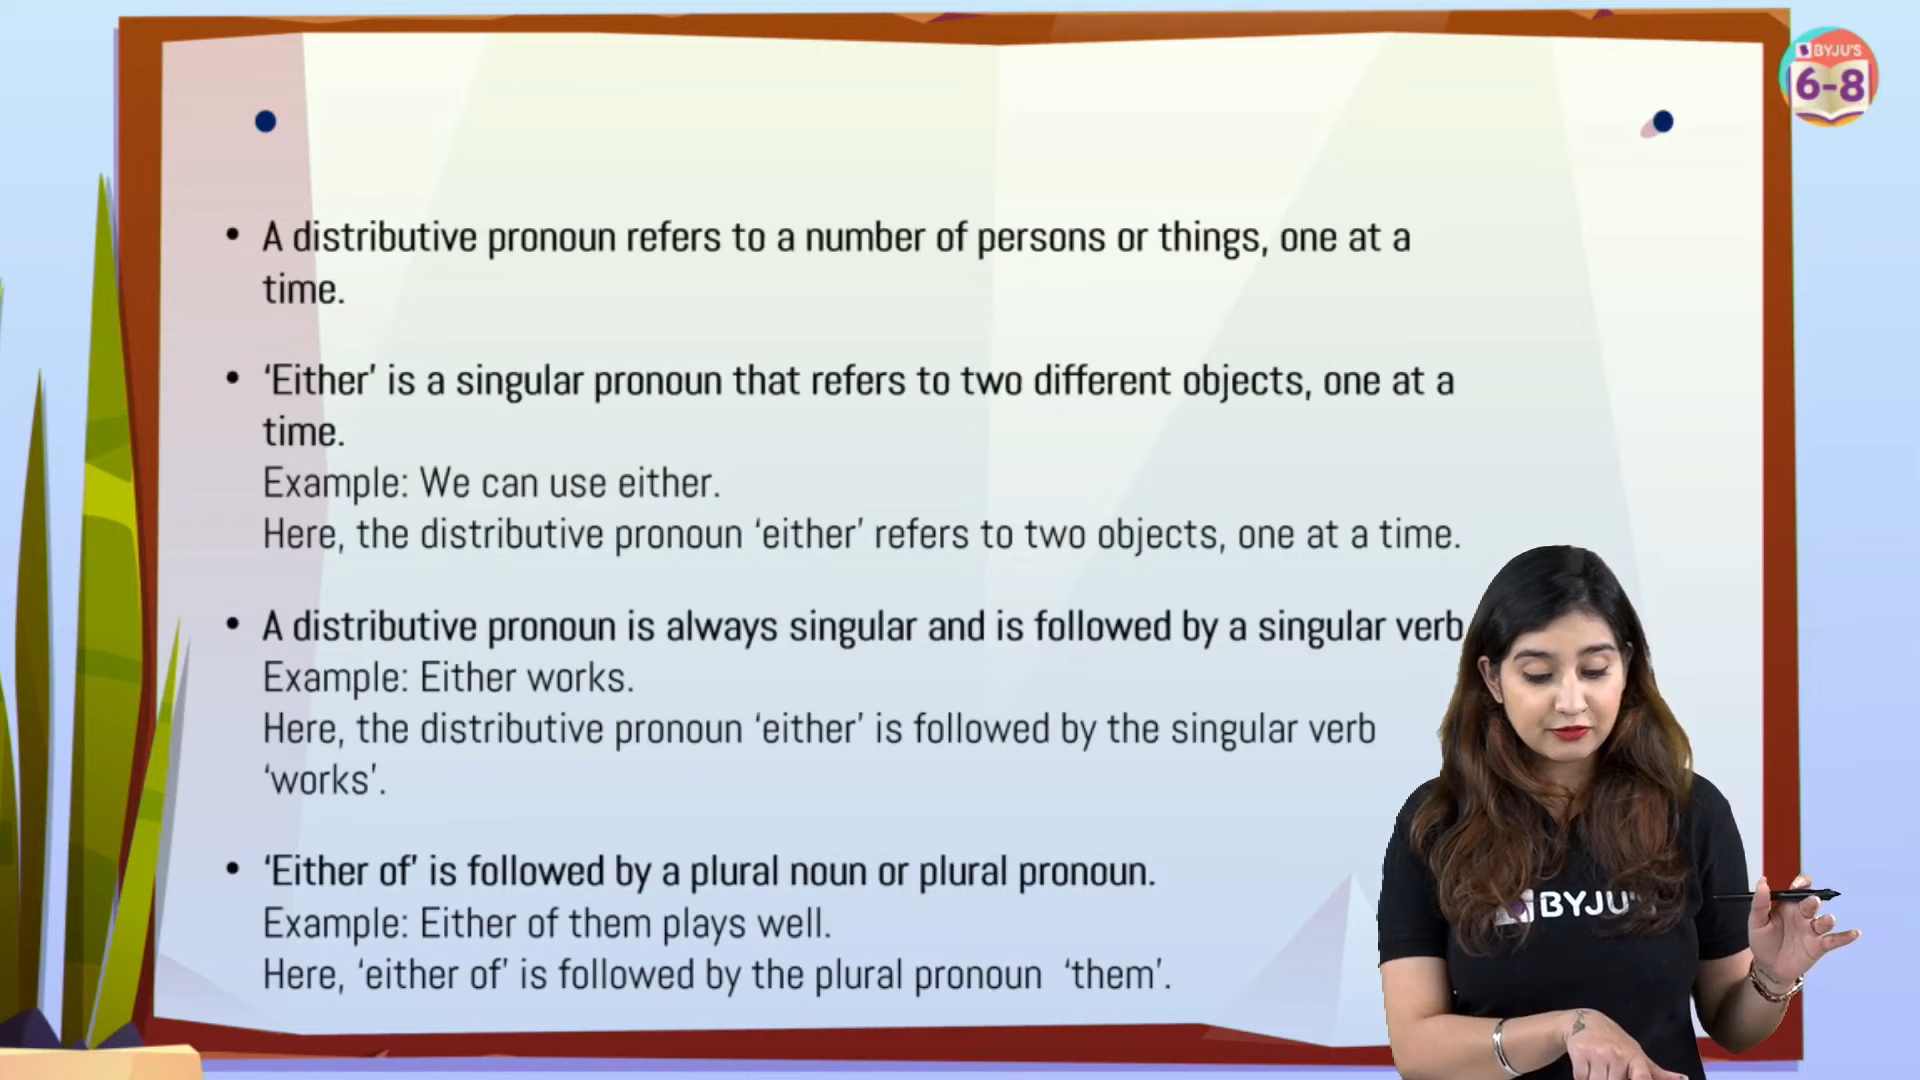 BYJU'S
6-8
• A distributive pronoun refers to a number of persons or things, one at a
time.
• ‘Either’ is a singular pronoun that refers to two different objects, one at a
time.
Example: We can use either.
Here, the distributive pronoun ‘either’ refers to two objects, one at a time.
• A distributive pronoun is always singular and is followed by a singular verb
Example: Either works.
Here, the distributive pronoun ‘either’ is followed by the singular verb
‘works’.
• ‘Either of’ is followed by a plural noun or plural pronoun.
Example: Either of them plays well.
Here, ‘either of’ is followed by the plural pronoun ‘them’.
BYJU'S